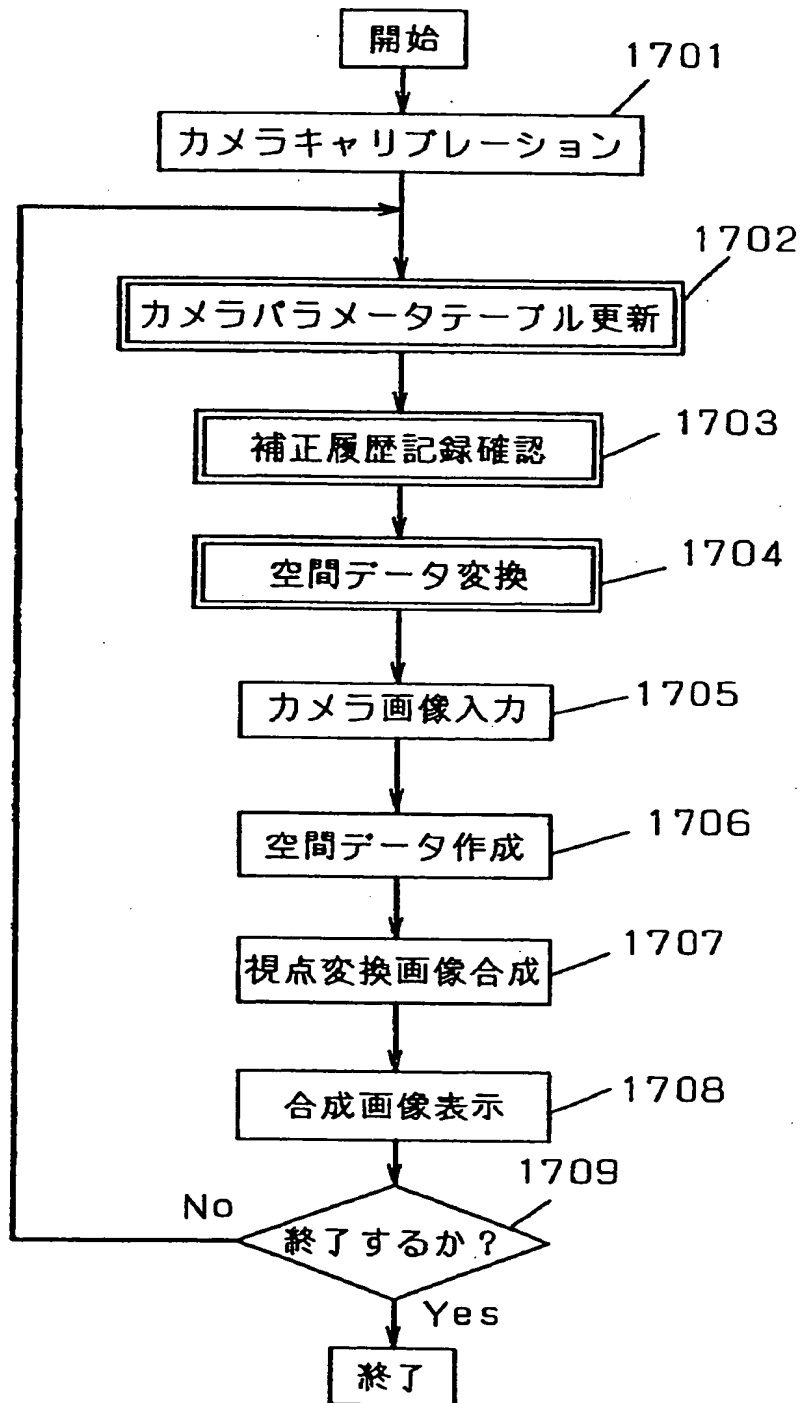 開始
1701
カメラキャリブレーション
1702
カメラパラメータテーブル更新
1703
補正履歴記録確認
1704
空間データ変換
1705
カメラ画像入力
1706
空間データ作成
1707
視点変換画像合成
1708
合成画像表示
1709
No
終了するか？
Yes
終了